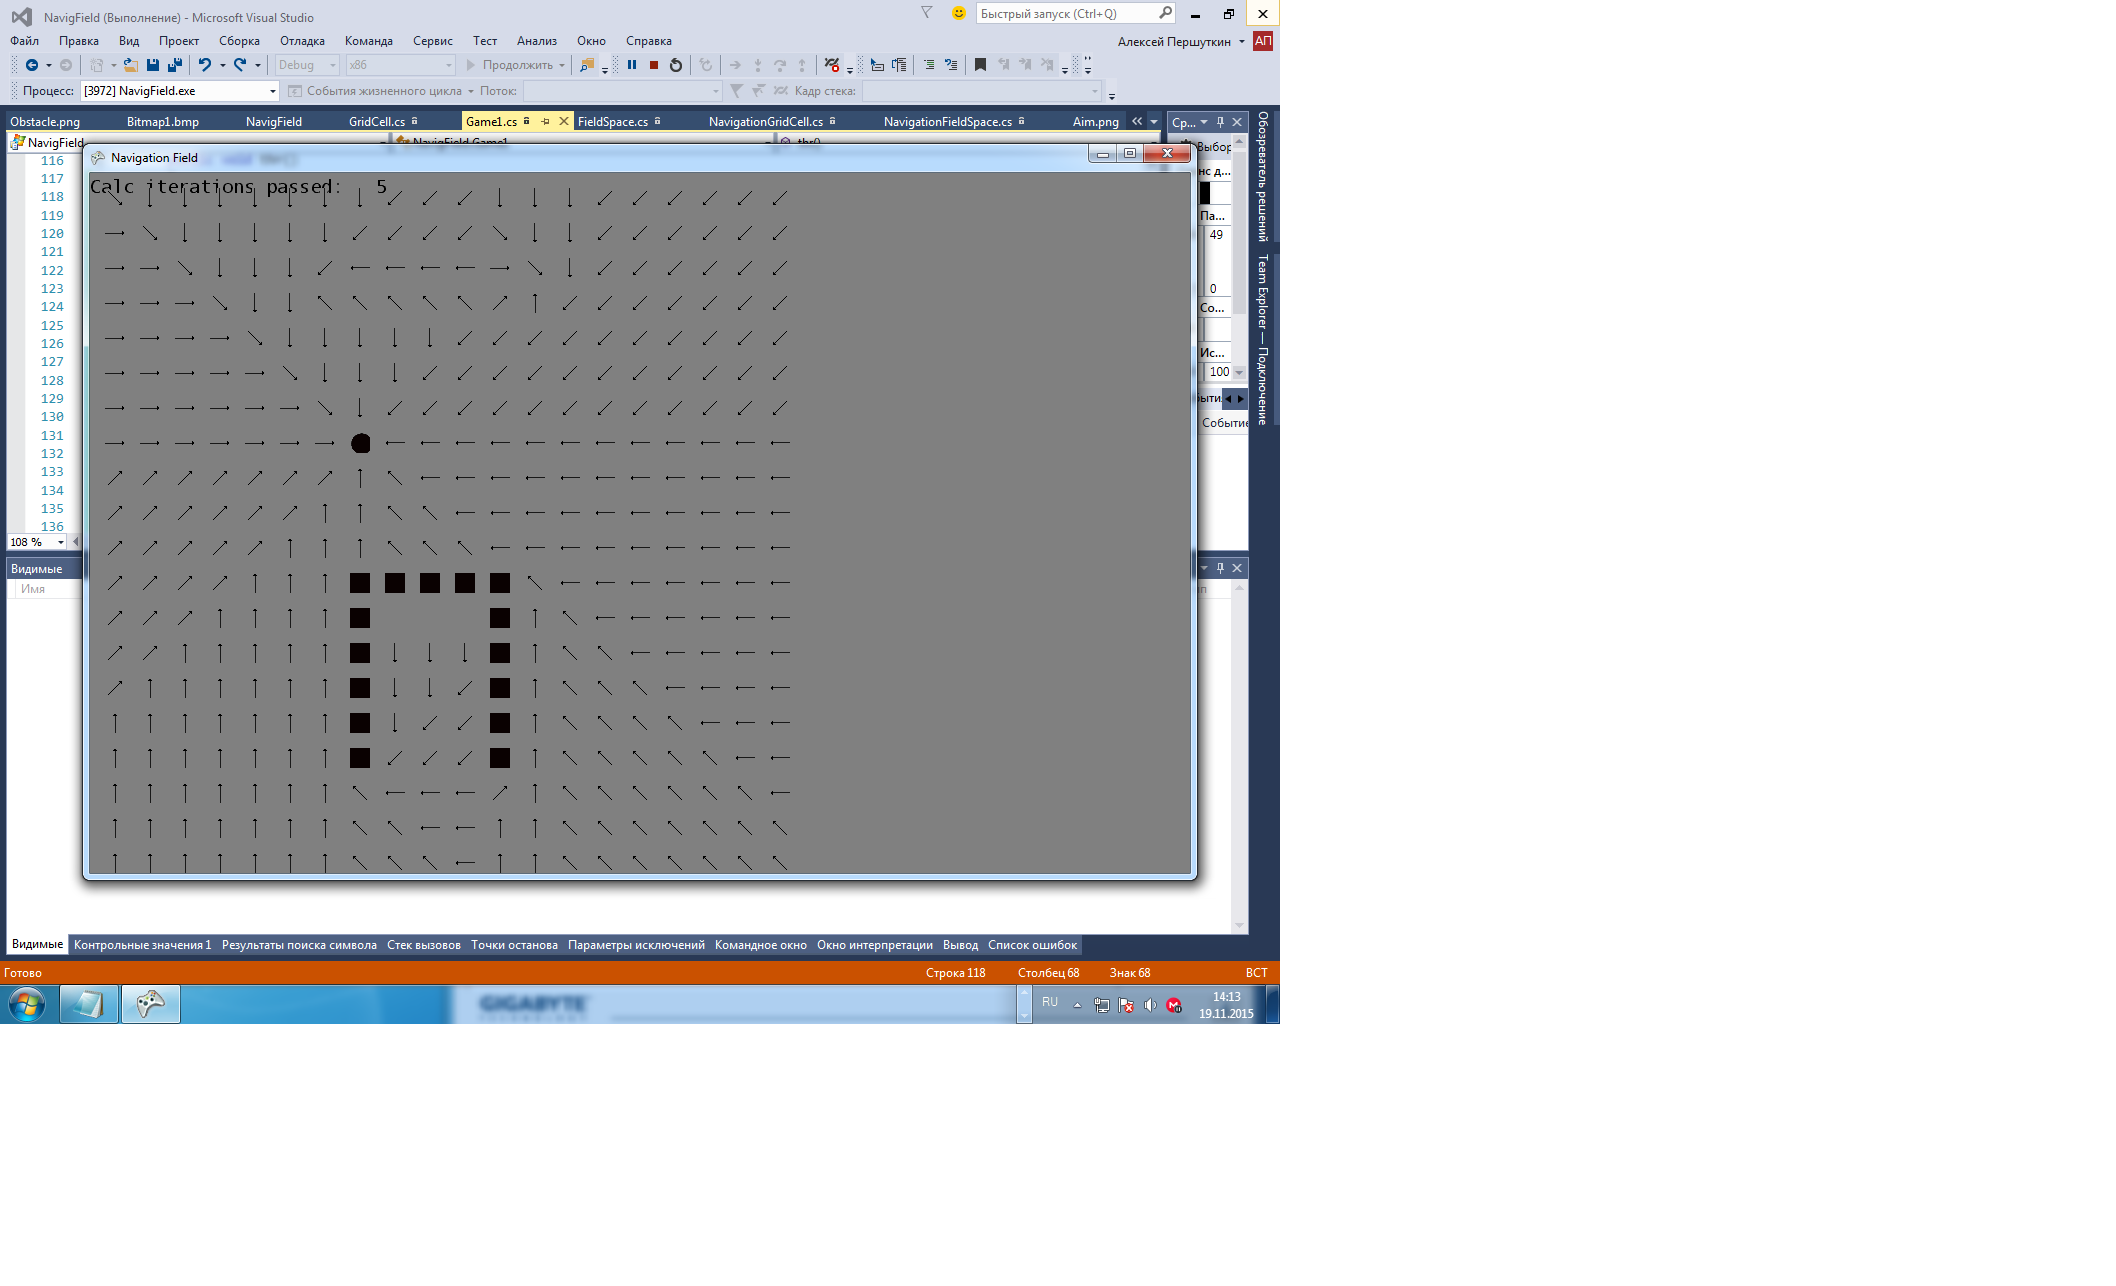 NavigField (Выполнение) - Microsoft Visual Studio
Быстрый запуск (Ctrl+Q)
Файл Правка Вид Проект Сборка Отладка Команда Сервис Тест Анализ Окно Справка
Алексей Першуткин АП
Debug x86 Продолжить
Процесс: [3972] NavigField.exe События жизненного цикла Поток: Кадр стека:
Obstacle.png Bitmap1.bmp NavigField GridCell.cs Game1.cs FieldSpace.cs NavigationGridCell.cs NavigationFieldSpace.cs Aim.png
Ср...
NavigField NavigField.Game1 thr()
Navigation Field
Calc iterations passed: 5
116
117
118
119
120
121
122
123
124
125
126
127
128
129
130
131
132
133
134
135
136
108 %
Выбор
нс д...
Па...
49
0
Со...
Ис...
100
Событие
Обозреватель решений
Team Explorer — Подключение
Видимые
Имя
Видимые Контрольные значения 1 Результаты поиска символа Стек вызовов Точки останова Параметры исключений Командное окно Окно интерпретации Вывод Список ошибок
Готово Строка 118 Столбец 68 Знак 68 ВСТ
GIGABYTE
RU
14:13
19.11.2015